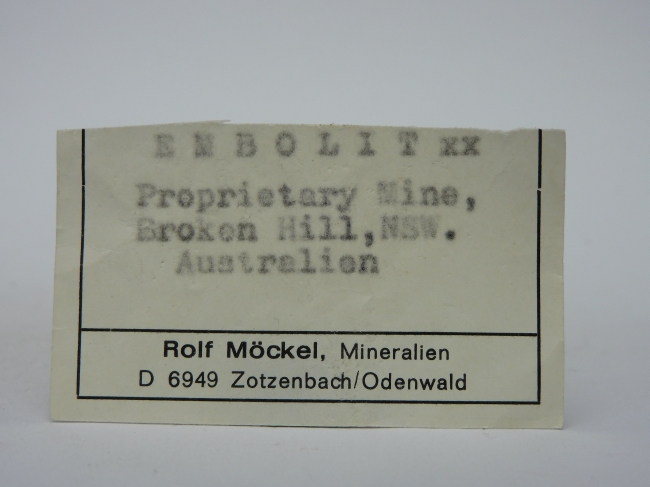 EMBOLIT xx
Proprietary Mine,
Broken Hill, NSW.
Australien
Rolf Möckel, Mineralien
D 6949 Zotzenbach/Odenwald